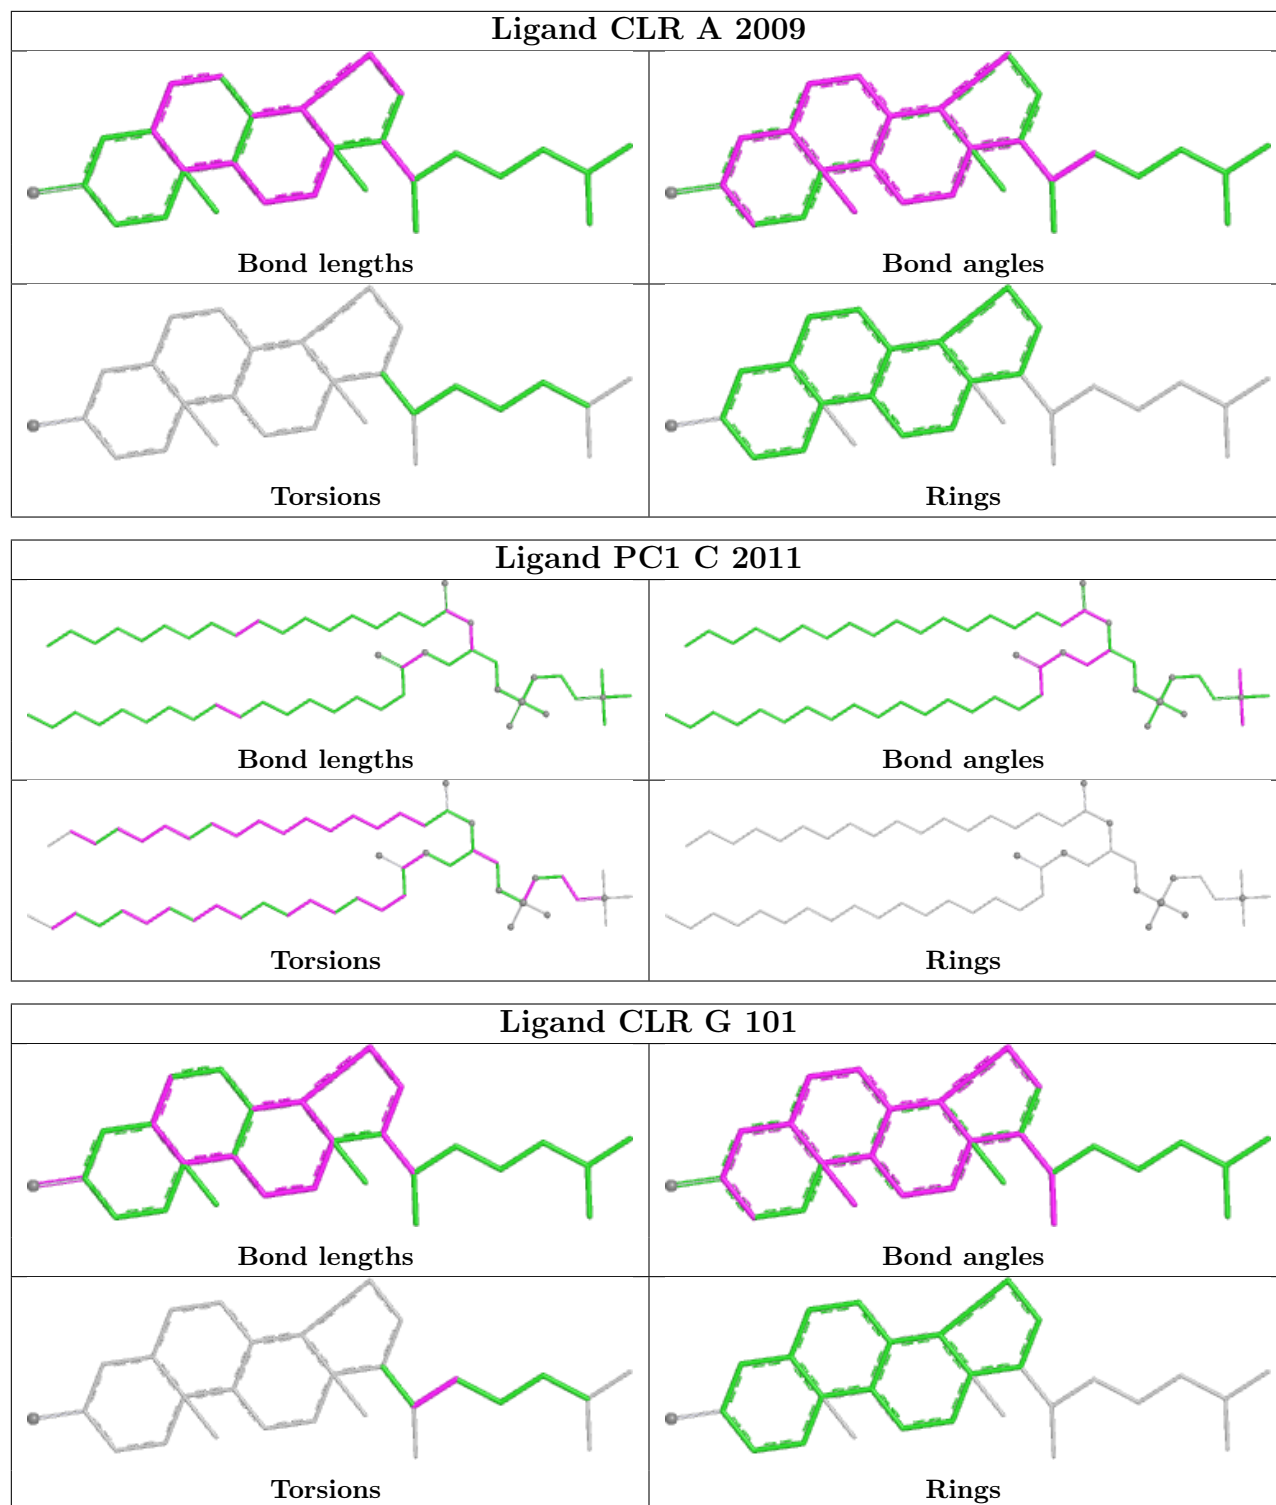 Ligand CLR A 2009
Bond lengths
Bond angles
Torsions
Rings
Ligand PC1 C 2011
Bond lengths
Bond angles
Torsions
Rings
Ligand CLR G 101
Bond lengths
Bond angles
Torsions
Rings